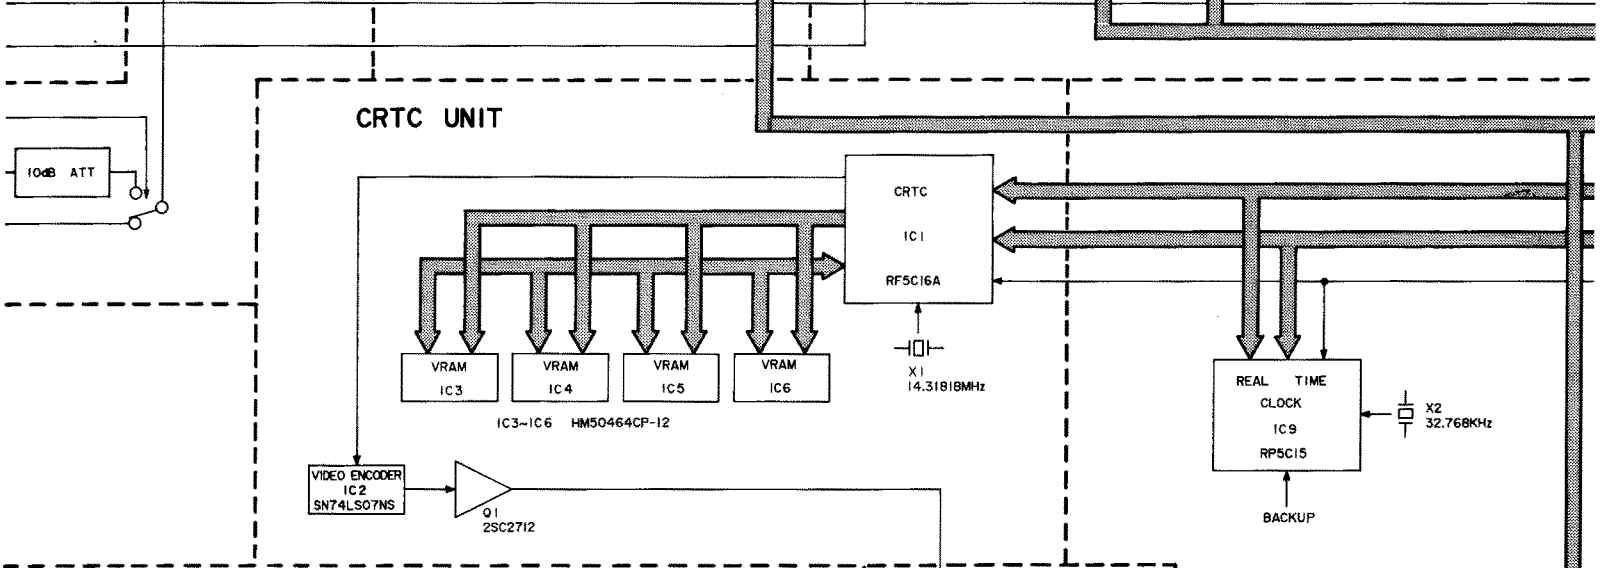 CRTC UNIT
10dB ATT
CRTC
IC1
RF5C16A
VRAM
IC3
VRAM
IC4
VRAM
IC5
VRAM
IC6
IC3~IC6 HM50464CP-12
X1
14.31818MHz
REAL TIME
CLOCK
IC9
RP5C15
X2
32.768KHz
BACKUP
VIDEO ENCODER
IC2
SN74LS07NS
Q1
2SC2712